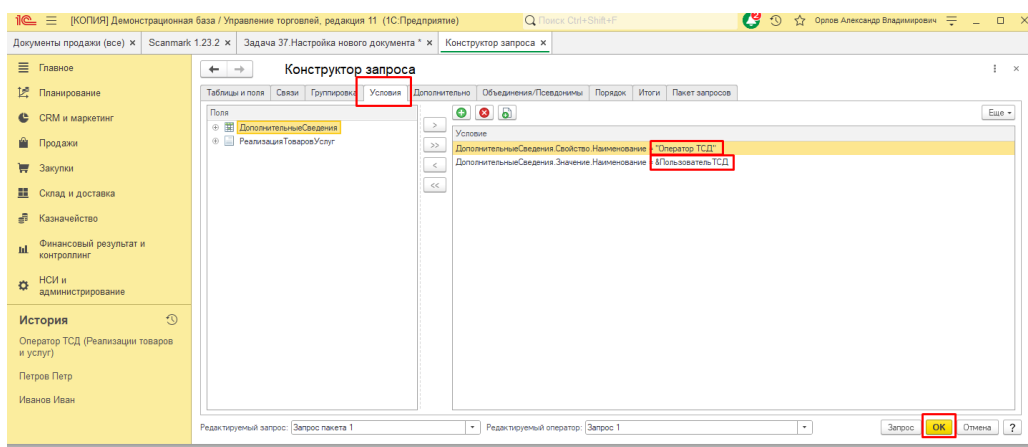 1С [КОПИЯ] Демонстрационная база / Управление торговлей, редакция 11 (1С:Предприятие) Поиск Ctrl+Shift+F 2 Орлов Александр Владимирович
Документы продажи (все) × Scanmark 1.23.2 × Задача 37.Настройка нового документа * × Конструктор запроса ×
Главное
Планирование
CRM и маркетинг
Продажи
Закупки
Склад и доставка
Казначейство
Финансовый результат и
контроллинг
НСИ и
администрирование
История
Оператор ТСД (Реализации товаров
и услуг)
Петров Петр
Иванов Иван
Конструктор запроса
Таблицы и поля Связи Группировка Условия Дополнительно Объединения/Псевдонимы Порядок Итоги Пакет запросов
Поля
ДополнительныеСведения
РеализацияТоваровУслуг
>
>>
<
<<
Еще
Условие
ДополнительныеСведения.Свойство.Наименование = "Оператор ТСД"
ДополнительныеСведения.Значение.Наименование = &ПользовательТСД
Редактируемый запрос: Запрос пакета 1 Редактируемый оператор: Запрос 1 Запрос OK Отмена ?